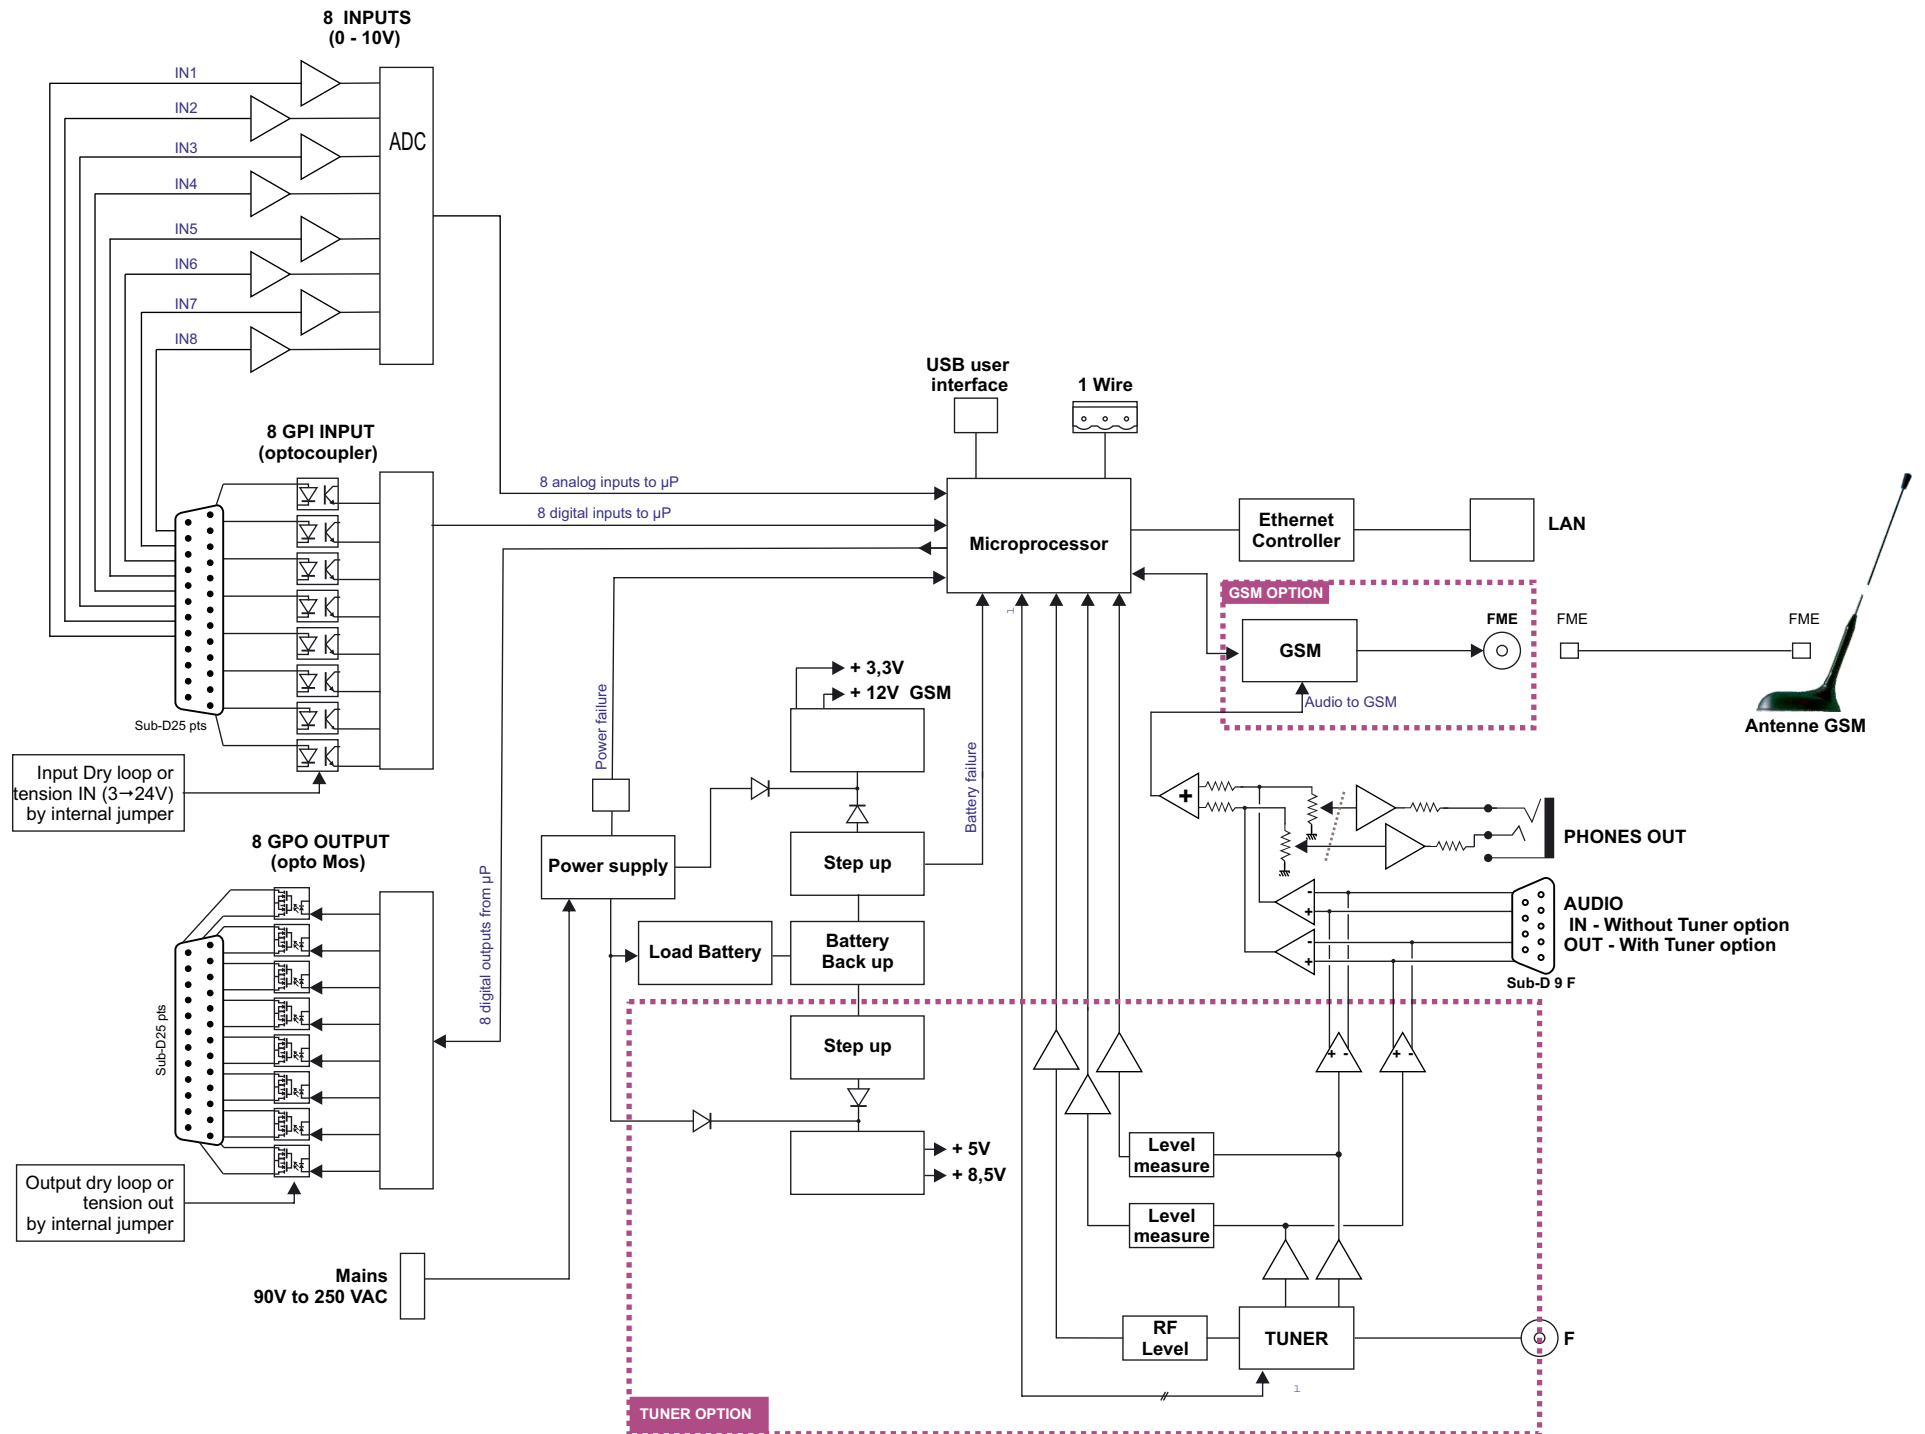 8 INPUTS
(0 - 10V)
IN1
IN2
IN3
IN4
IN5
IN6
IN7
IN8
ADC
8 GPI INPUT
(optocoupler)
Sub-D25 pts
Input Dry loop or
tension IN (3→24V)
by internal jumper
8 GPO OUTPUT
(opto Mos)
Sub-D25 pts
Output dry loop or
tension out
by internal jumper
Mains
90V to 250 VAC
8 analog inputs to µP
8 digital inputs to µP
8 digital outputs from µP
Power failure
Battery failure
USB user
interface
1 Wire
Microprocessor
1
Ethernet
Controller
LAN
GSM OPTION
GSM
FME
Audio to GSM
FME
FME
Antenne GSM
+ 3,3V
+ 12V GSM
Power supply
Step up
Load Battery
Battery
Back up
Step up
+ 5V
+ 8,5V
+
PHONES OUT
-
+
-
+
AUDIO
IN - Without Tuner option
OUT - With Tuner option
Sub-D 9 F
+ -
+ -
Level
measure
Level
measure
RF
Level
TUNER
F
1
TUNER OPTION